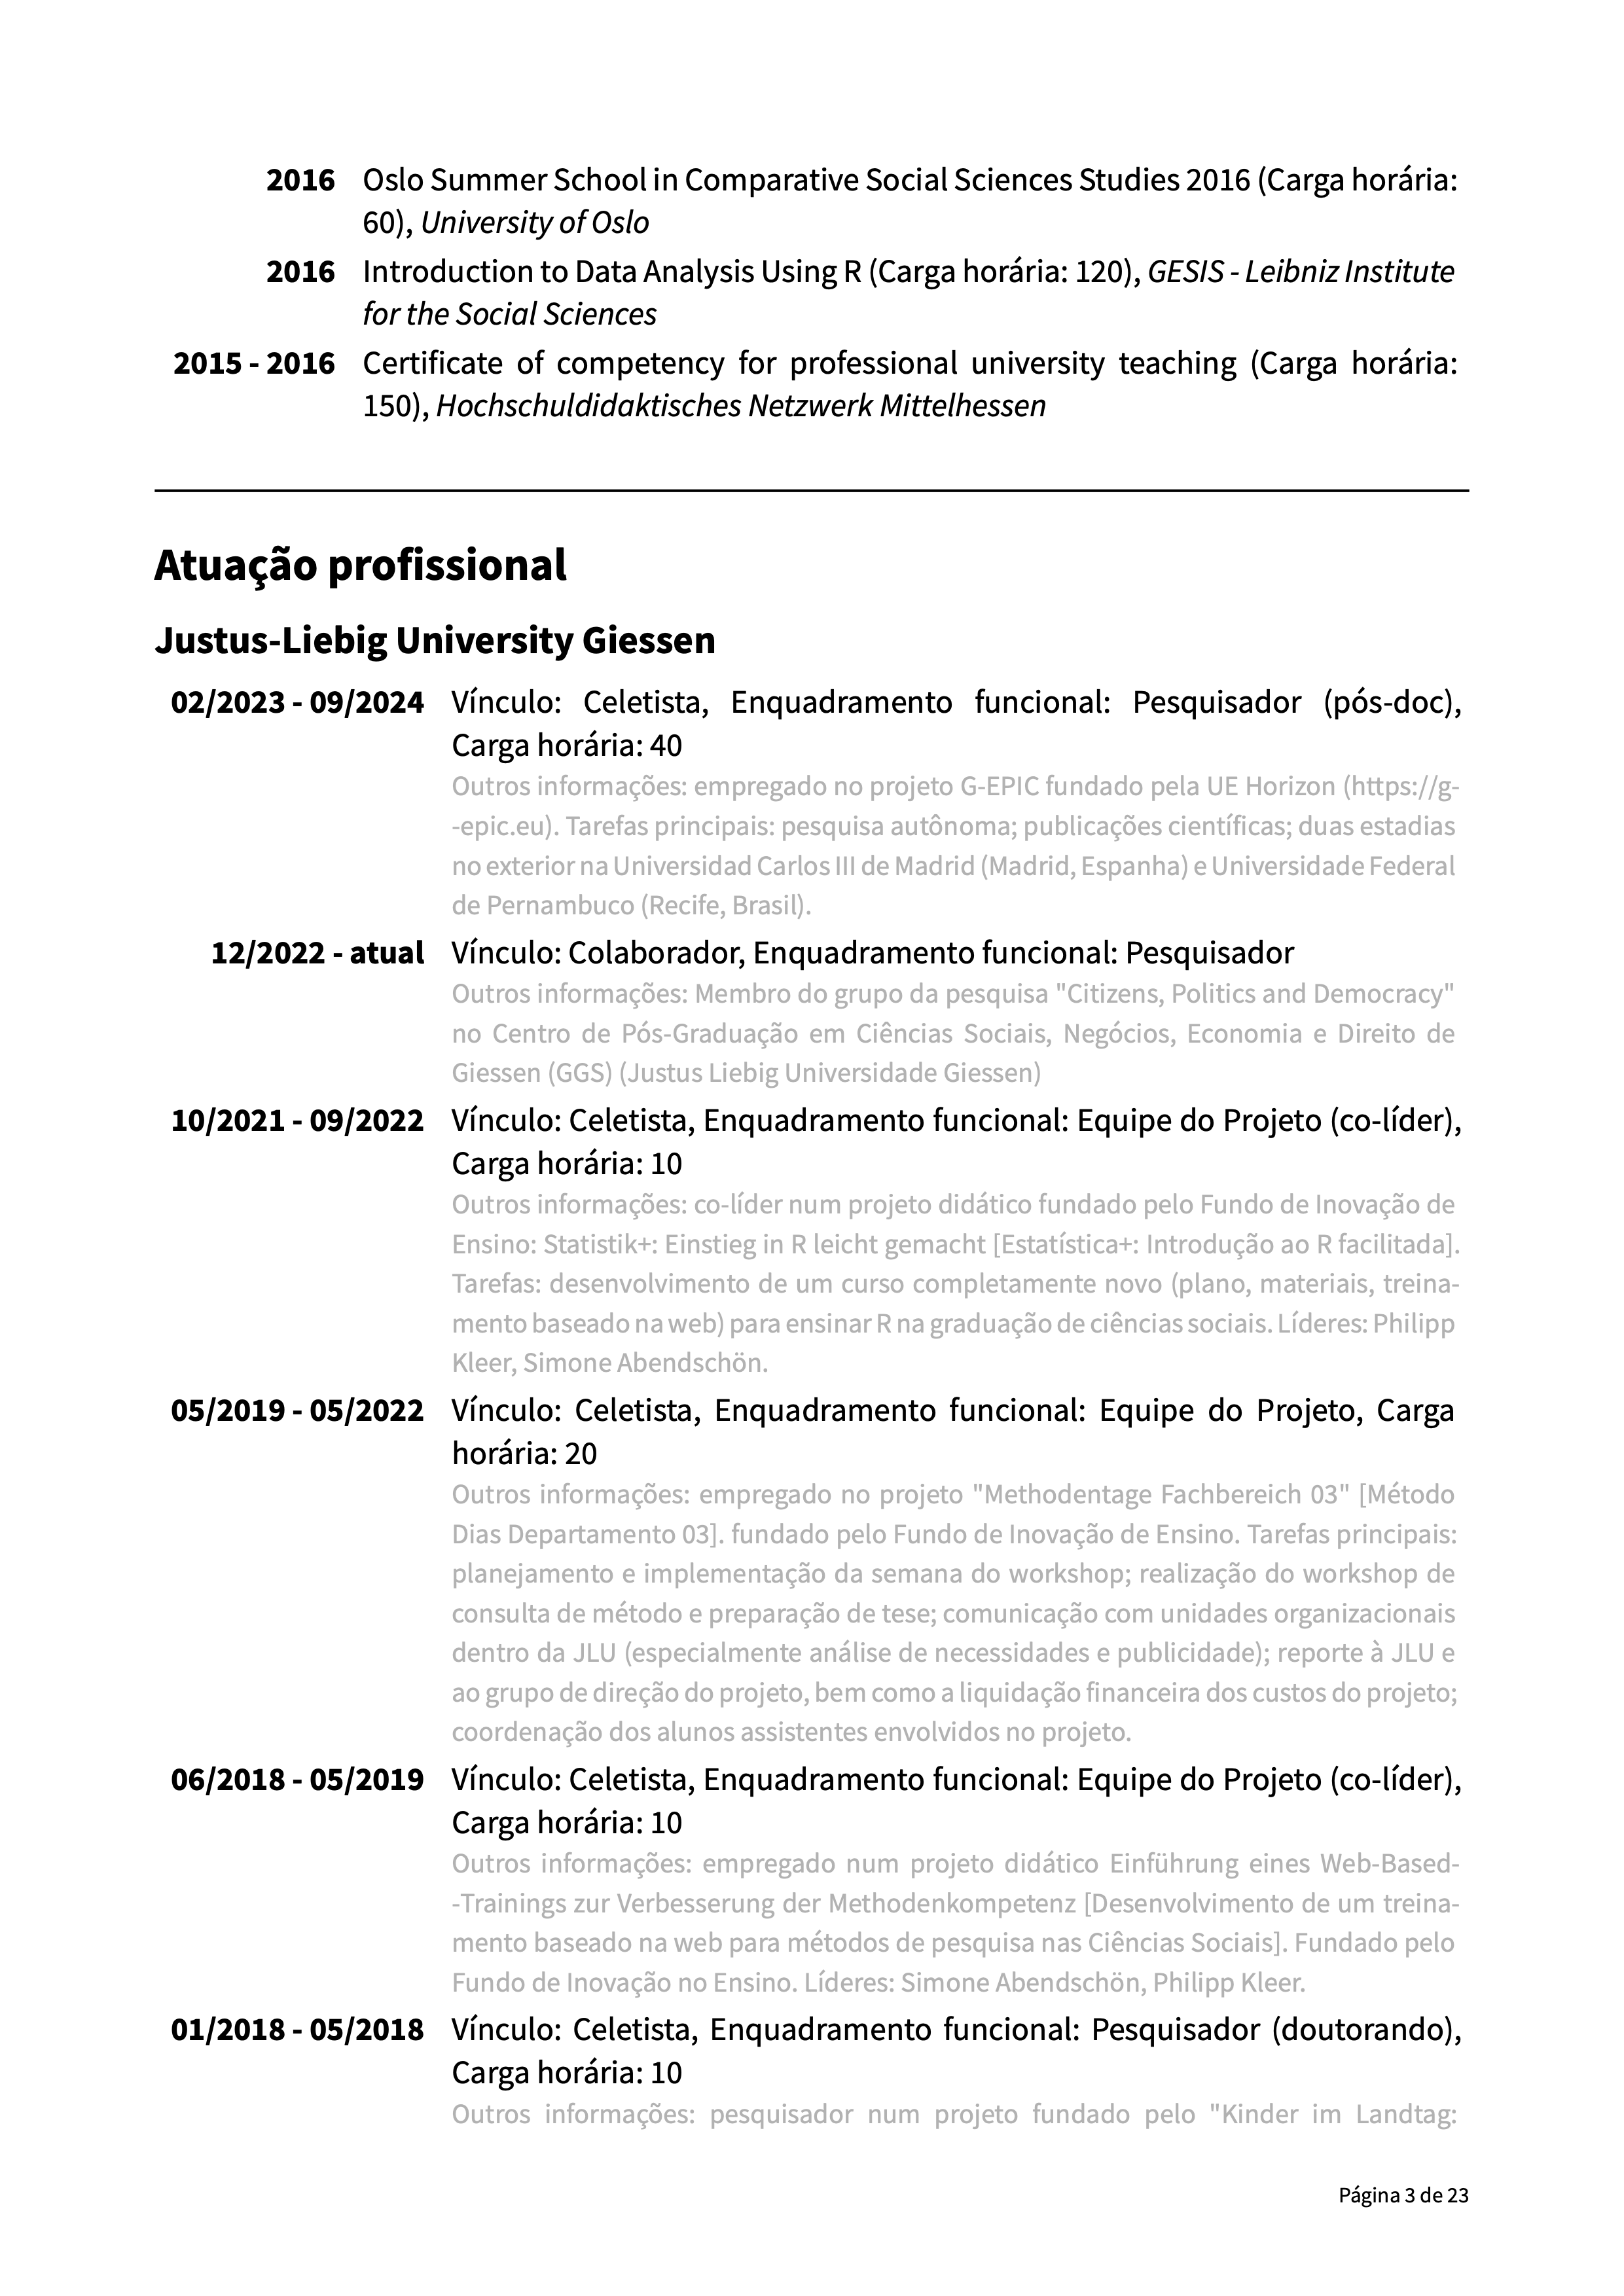 2016 Oslo Summer School in Comparative Social Sciences Studies 2016 (Carga horária:
60), University of Oslo
2016 Introduction to Data Analysis Using R (Carga horária: 120), GESIS - Leibniz Institute
for the Social Sciences
2015 - 2016 Certificate of competency for professional university teaching (Carga horária:
150), Hochschuldidaktisches Netzwerk Mittelhessen
Atuação profissional
Justus-Liebig University Giessen
02/2023 - 09/2024 Vínculo: Celetista, Enquadramento funcional: Pesquisador (pós-doc),
Carga horária: 40
Outros informações: empregado no projeto G-EPIC fundado pela UE Horizon (https://g-
-epic.eu). Tarefas principais: pesquisa autônoma; publicações científicas; duas estadias
no exterior na Universidad Carlos III de Madrid (Madrid, Espanha) e Universidade Federal
de Pernambuco (Recife, Brasil).
12/2022 - atual Vínculo: Colaborador, Enquadramento funcional: Pesquisador
Outros informações: Membro do grupo da pesquisa "Citizens, Politics and Democracy"
no Centro de Pós-Graduação em Ciências Sociais, Negócios, Economia e Direito de
Giessen (GGS) (Justus Liebig Universidade Giessen)
10/2021 - 09/2022 Vínculo: Celetista, Enquadramento funcional: Equipe do Projeto (co-líder),
Carga horária: 10
Outros informações: co-líder num projeto didático fundado pelo Fundo de Inovação de
Ensino: Statistik+: Einstieg in R leicht gemacht [Estatística+: Introdução ao R facilitada].
Tarefas: desenvolvimento de um curso completamente novo (plano, materiais, treina-
mento baseado na web) para ensinar R na graduação de ciências sociais. Líderes: Philipp
Kleer, Simone Abendschön.
05/2019 - 05/2022 Vínculo: Celetista, Enquadramento funcional: Equipe do Projeto, Carga
horária: 20
Outros informações: empregado no projeto "Methodentage Fachbereich 03" [Método
Dias Departamento 03]. fundado pelo Fundo de Inovação de Ensino. Tarefas principais:
planejamento e implementação da semana do workshop; realização do workshop de
consulta de método e preparação de tese; comunicação com unidades organizacionais
dentro da JLU (especialmente análise de necessidades e publicidade); reporte à JLU e
ao grupo de direção do projeto, bem como a liquidação financeira dos custos do projeto;
coordenação dos alunos assistentes envolvidos no projeto.
06/2018 - 05/2019 Vínculo: Celetista, Enquadramento funcional: Equipe do Projeto (co-líder),
Carga horária: 10
Outros informações: empregado num projeto didático Einführung eines Web-Based-
-Trainings zur Verbesserung der Methodenkompetenz [Desenvolvimento de um treina-
mento baseado na web para métodos de pesquisa nas Ciências Sociais]. Fundado pelo
Fundo de Inovação no Ensino. Líderes: Simone Abendschön, Philipp Kleer.
01/2018 - 05/2018 Vínculo: Celetista, Enquadramento funcional: Pesquisador (doutorando),
Carga horária: 10
Outros informações: pesquisador num projeto fundado pelo "Kinder im Landtag:
Página 3 de 23